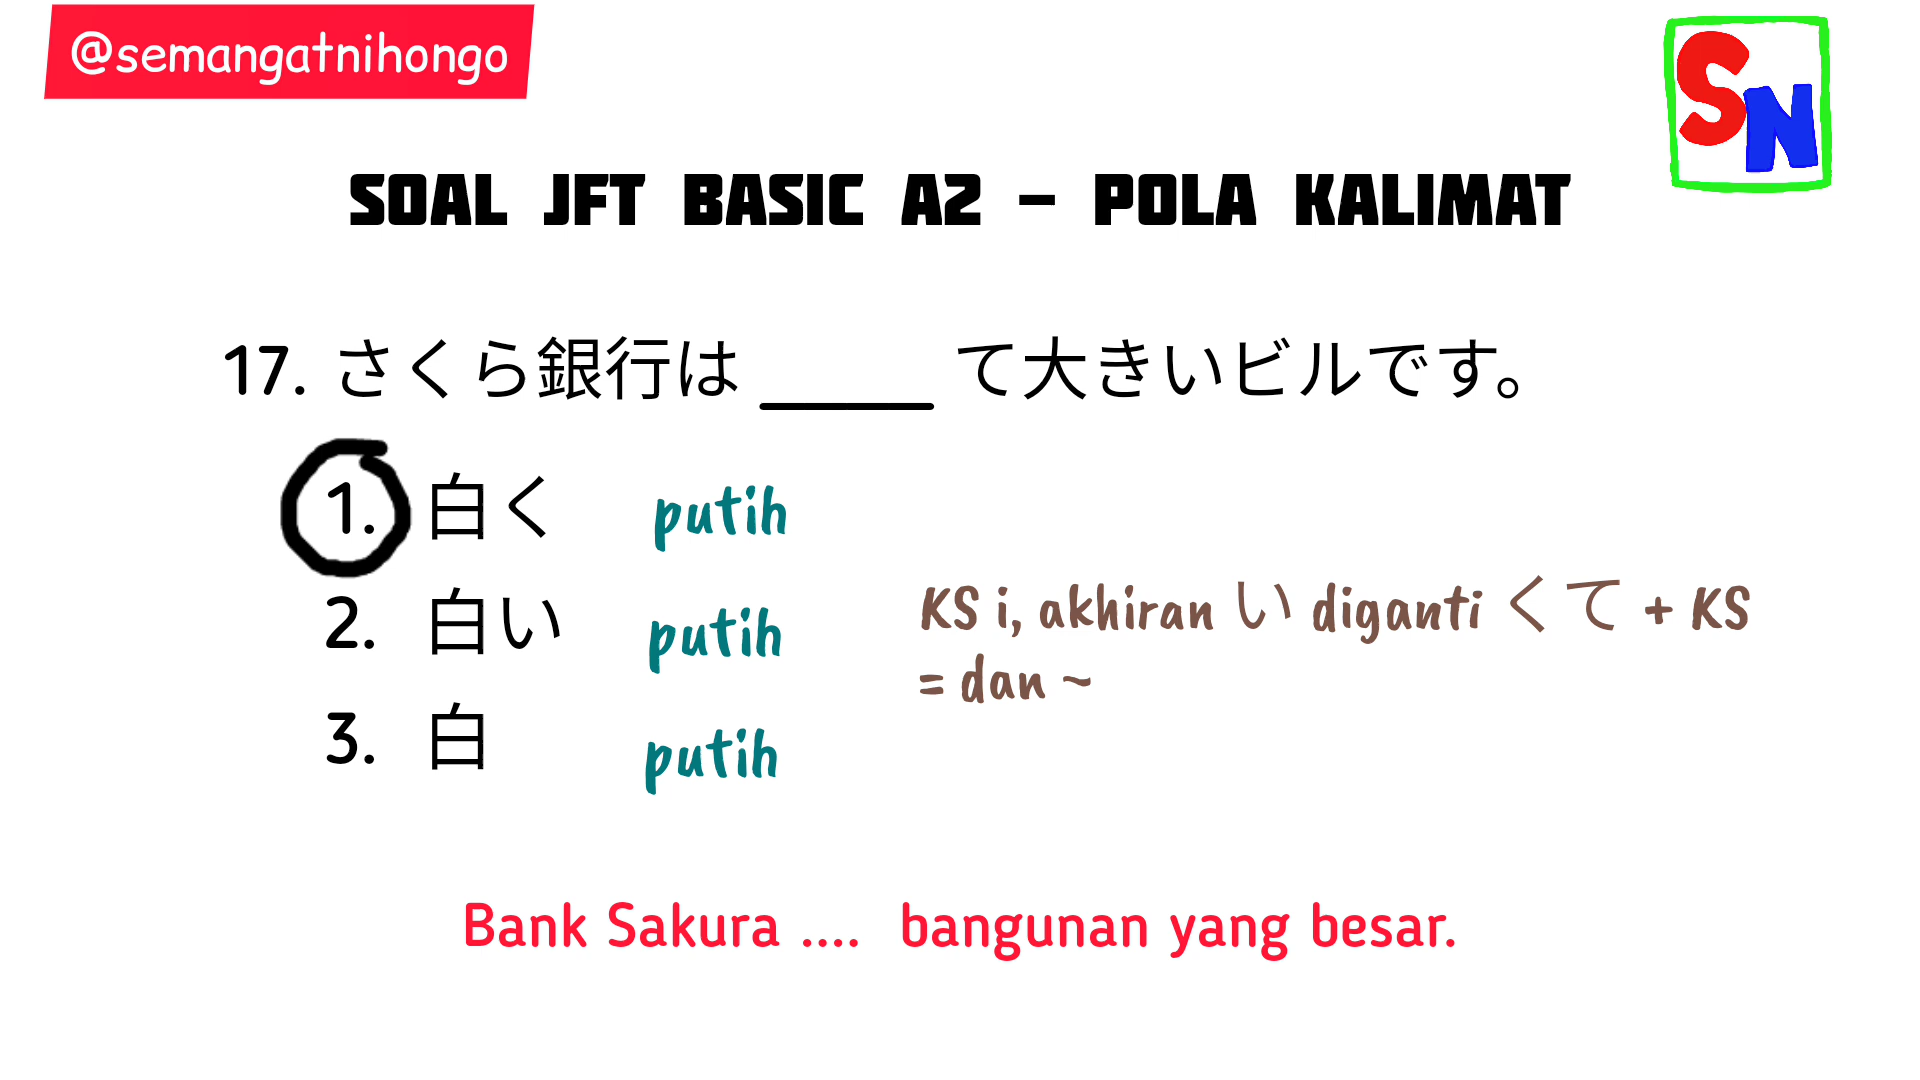 @semangatnihongo
SN
SOAL JFT BASIC A2 - POLA KALIMAT
17. さくら銀行は _____ て大きいビルです。
1. 白く putih
2. 白い putih
3. 白 putih
KS i, akhiran い diganti くて + KS
= dan ~
Bank Sakura .... bangunan yang besar.